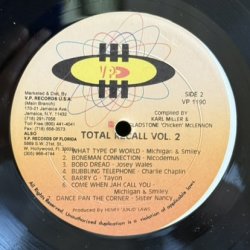 Marketed & Dist. By
V.P. RECORDS U.S.A.
(Main Branch)
170-21 Jamaica Ave.
Jamaica, N.Y. 11432
(718) 291-7058
Toll Free (800) 441-4041
Fax: (718) 658-3573
ALSO
V.P. RECORDS OF FLORIDA
5889 S.W. 21st. St.
W. Hollywood, Fl. 33023
(305) 966-4744
VP
SIDE 2
VP 1190
Compiled by
KARL MILLER &
GLADSTONE 'Chicken' McLENNON
TOTAL RECALL VOL. 2
1. WHAT TYPE OF WORLD - Michigan & Smiley
2. BONEMAN CONNECTION - Nicodemus
3. BOBO DREAD - Josey Wales
4. BUBBLING TELEPHONE - Charlie Chaplin
5. BARRY G - Tayon
6. COME WHEN JAH CALL YOU -
Michigan & Smiley
7. DANCE PAN THE CORNER - Sister Nancy
Produced by HENRY 'JUNJO' LAWS
All Rights Reserved.
Unauthorized duplication is a violation of applicable laws.